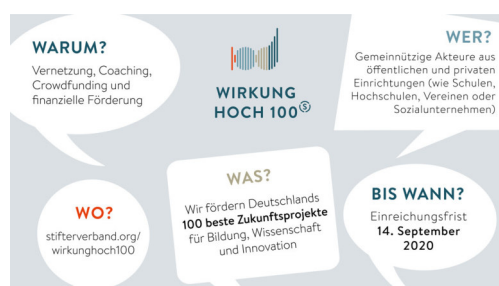 WARUM?
Vernetzung, Coaching,
Crowdfunding und
finanzielle Förderung
WIRKUNG
HOCH 100Ⓢ
WER?
Gemeinnützige Akteure aus
öffentlichen und privaten
Einrichtungen (wie Schulen,
Hochschulen, Vereinen oder
Sozialunternehmen)
WO?
stifterverband.org/
wirkunghoch100
WAS?
Wir fördern Deutschlands
100 beste Zukunftsprojekte
für Bildung, Wissenschaft
und Innovation
BIS WANN?
Einreichungsfrist
14. September
2020